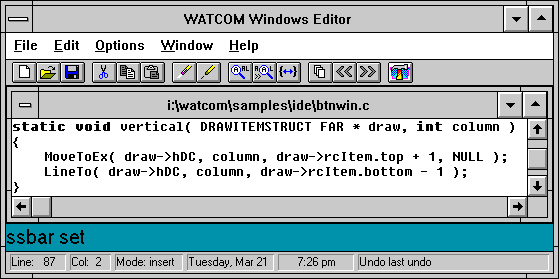 WATCOM Windows Editor
File Edit Options Window Help
i:\watcom\samples\ide\btnwin.c
static void vertical( DRAWITEMSTRUCT FAR * draw, int column )
{
    MoveToEx( draw->hDC, column, draw->rcItem.top + 1, NULL );
    LineTo( draw->hDC, column, draw->rcItem.bottom - 1 );
}
ssbar set
Line: 87 Col: 2 Mode: insert Tuesday, Mar 21 7:26 pm Undo last undo